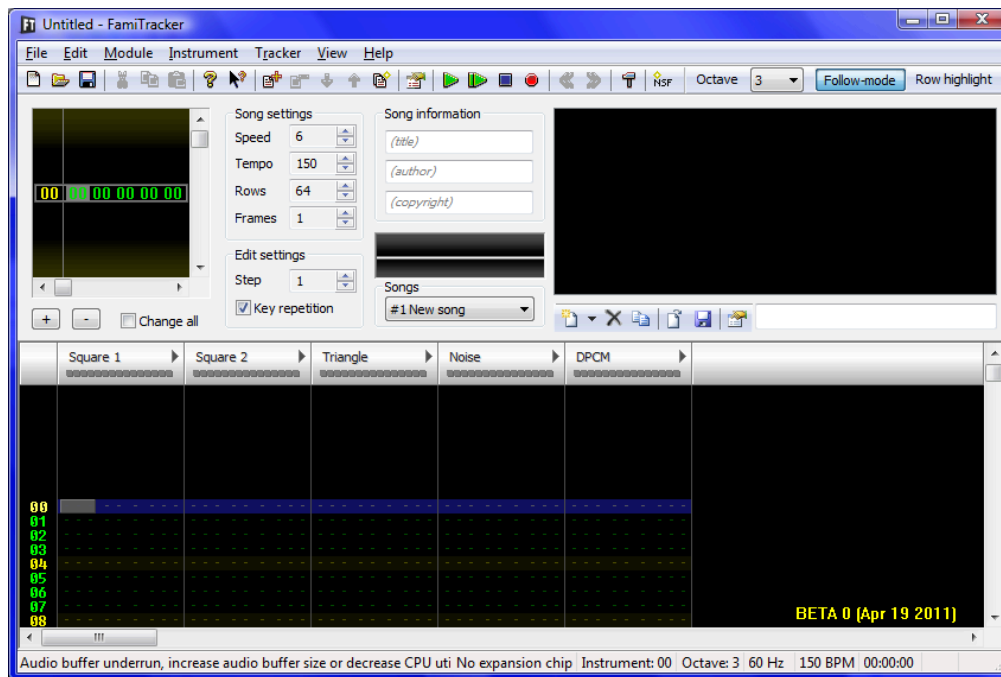 Untitled - FamiTracker
File Edit Module Instrument Tracker View Help
NSF Octave 3 Follow-mode Row highlight
Song settings
Speed 6
Tempo 150
Rows 64
Frames 1
Song information
(title)
(author)
(copyright)
00 00 00 00 00 00
Edit settings
Step 1
Key repetition
Songs
#1 New song
+ - Change all
Square 1 Square 2 Triangle Noise DPCM
00
01
02
03
04
05
06
07
08
BETA 0 (Apr 19 2011)
Audio buffer underrun, increase audio buffer size or decrease CPU uti No expansion chip Instrument: 00 Octave: 3 60 Hz 150 BPM 00:00:00